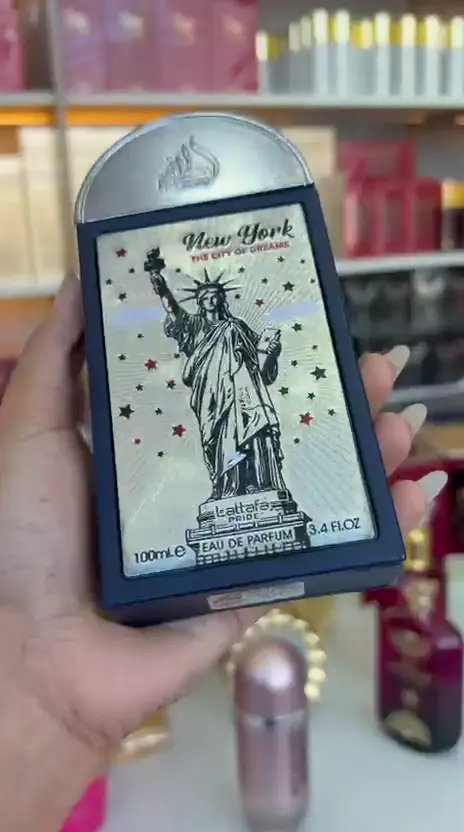 New York
THE CITY OF DREAMS
Lattafa
PRIDE
100ml e EAU DE PARFUM 3.4 FL.OZ